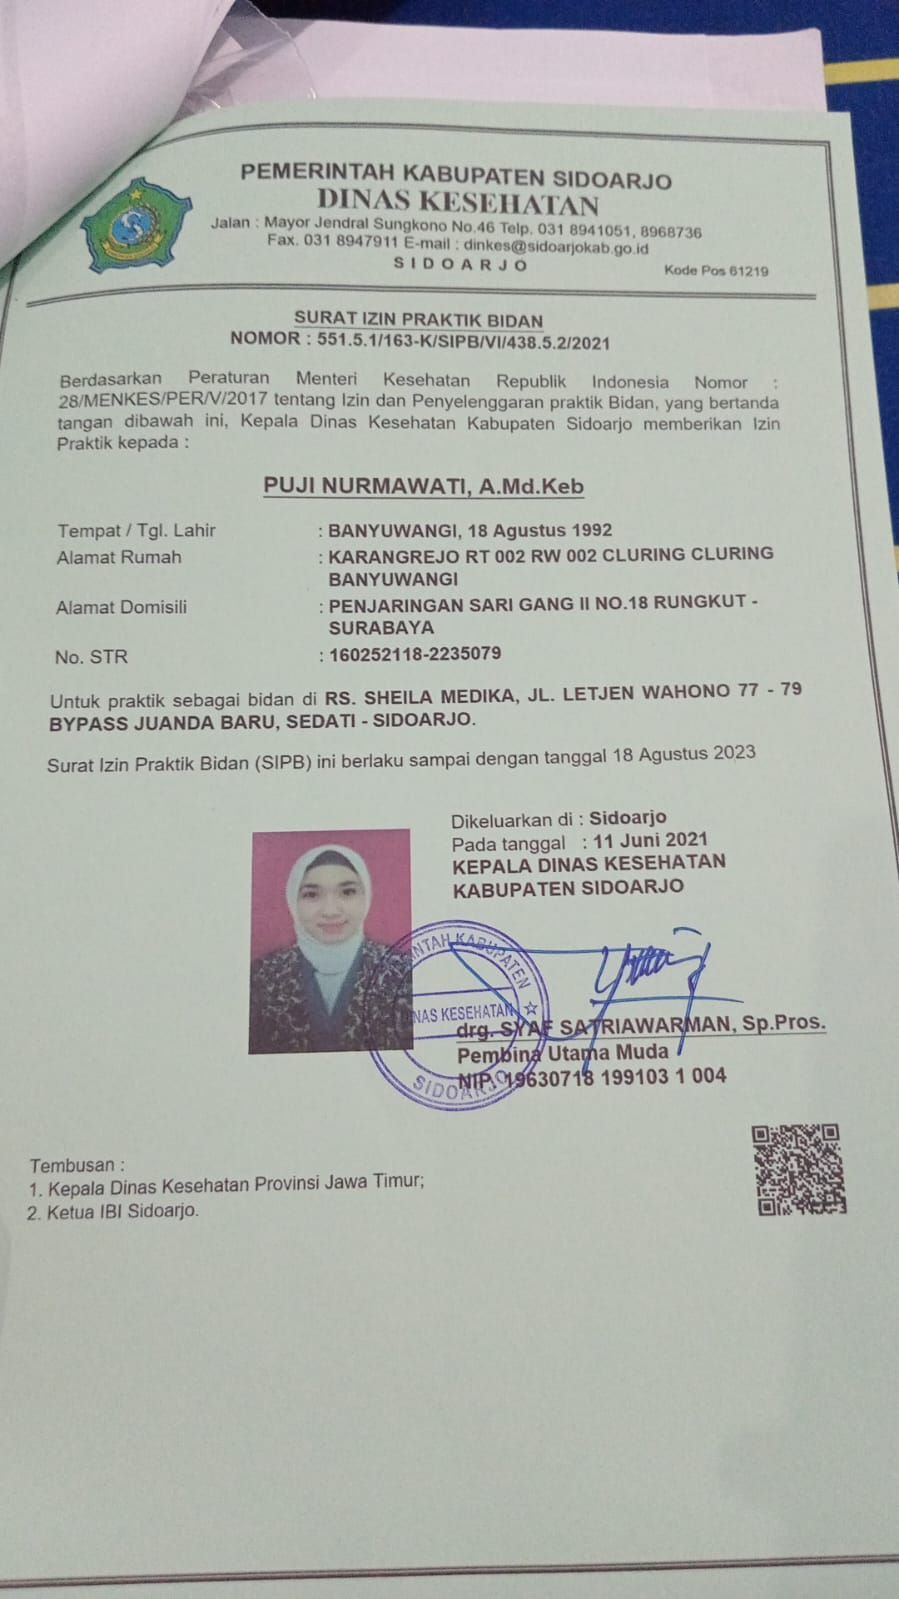 PEMERINTAH KABUPATEN SIDOARJO
DINAS KESEHATAN
Jalan : Mayor Jendral Sungkono No.46 Telp. 031 8941051, 8968736
Fax. 031 8947911 E-mail : dinkes@sidoarjokab.go.id
SIDOARJO
Kode Pos 61219
SURAT IZIN PRAKTIK BIDAN
NOMOR : 551.5.1/163-K/SIPB/VI/438.5.2/2021
Berdasarkan Peraturan Menteri Kesehatan Republik Indonesia Nomor :
28/MENKES/PER/V/2017 tentang Izin dan Penyelenggaran praktik Bidan, yang bertanda
tangan dibawah ini, Kepala Dinas Kesehatan Kabupaten Sidoarjo memberikan Izin
Praktik kepada :
PUJI NURMAWATI, A.Md.Keb
Tempat / Tgl. Lahir : BANYUWANGI, 18 Agustus 1992
Alamat Rumah : KARANGREJO RT 002 RW 002 CLURING CLURING
BANYUWANGI
Alamat Domisili : PENJARINGAN SARI GANG II NO.18 RUNGKUT -
SURABAYA
No. STR : 160252118-2235079
Untuk praktik sebagai bidan di RS. SHEILA MEDIKA, JL. LETJEN WAHONO 77 - 79
BYPASS JUANDA BARU, SEDATI - SIDOARJO.
Surat Izin Praktik Bidan (SIPB) ini berlaku sampai dengan tanggal 18 Agustus 2023
Dikeluarkan di : Sidoarjo
Pada tanggal : 11 Juni 2021
KEPALA DINAS KESEHATAN
KABUPATEN SIDOARJO
KABUPATEN
KESEHATAN
SIDOARJO
drg. SYAF SATRIAWARMAN, Sp.Pros.
Pembina Utama Muda
NIP. 19630718 199103 1 004
Tembusan :
1. Kepala Dinas Kesehatan Provinsi Jawa Timur;
2. Ketua IBI Sidoarjo.